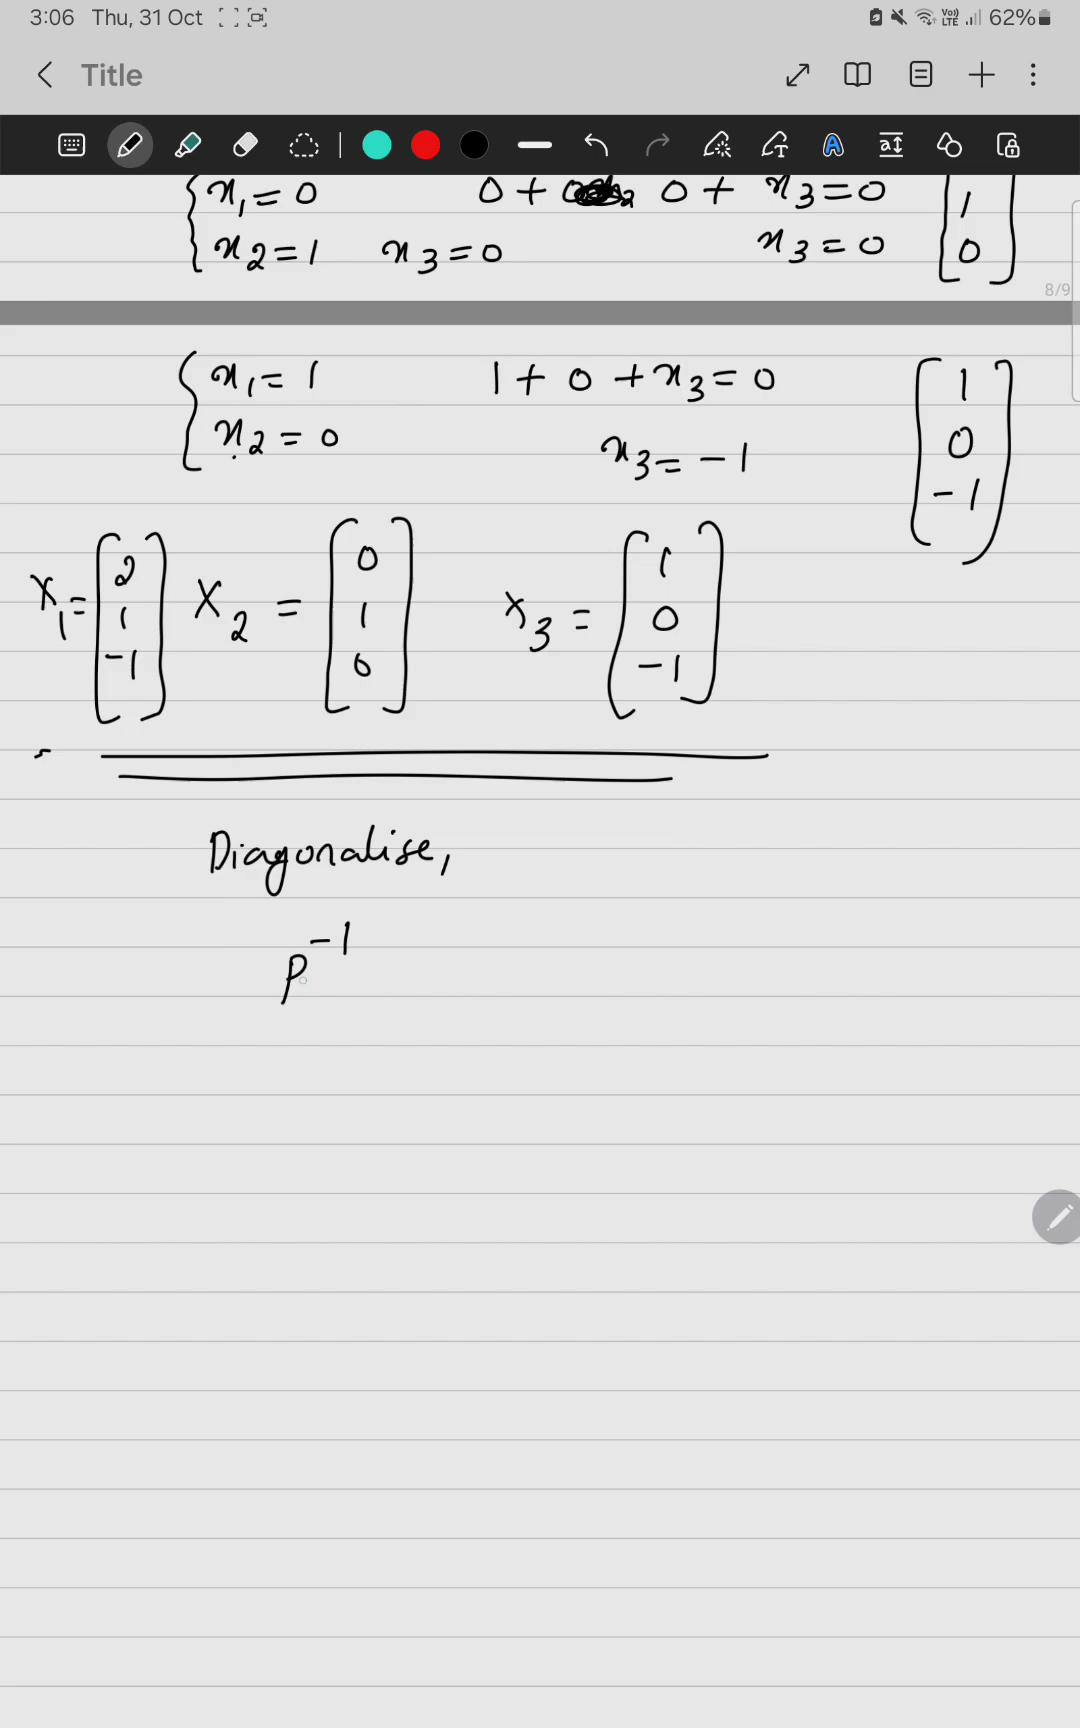 3:06 Thu, 31 Oct 62%
Title
x₁ = 0 0 + 0 + x₃ = 0 1
x₂ = 1 x₃ = 0 x₃ = 0 0
8/9
x₁ = 1 1 + 0 + x₃ = 0 1
x₂ = 0 x₃ = -1 0
-1
X₁ = [2 1 -1] X₂ = [0 1 0] X₃ = [1 0 -1]
Diagonalise,
P⁻¹